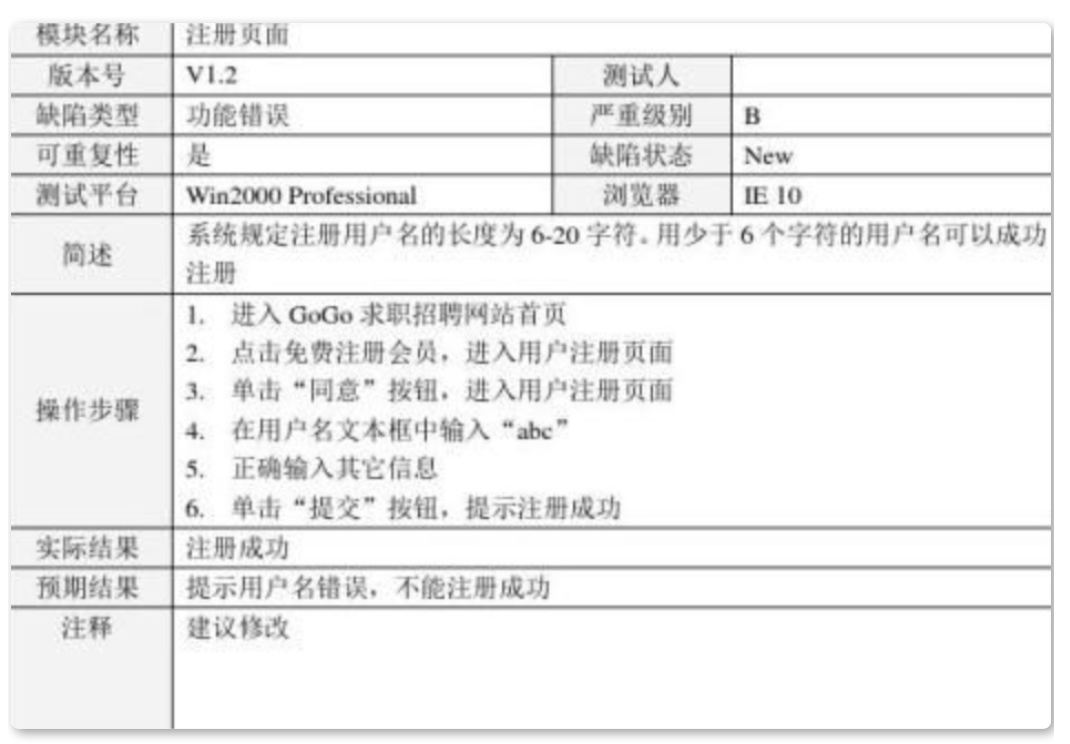 模块名称 注册页面
版本号 V1.2 测试人
缺陷类型 功能错误 严重级别 B
可重复性 是 缺陷状态 New
测试平台 Win2000 Professional 浏览器 IE 10
简述 系统规定注册用户名的长度为 6-20 字符。用少于 6 个字符的用户名可以成功
注册
操作步骤
1. 进入 GoGo 求职招聘网站首页
2. 点击免费注册会员，进入用户注册页面
3. 单击“同意”按钮，进入用户注册页面
4. 在用户名文本框中输入“abc”
5. 正确输入其它信息
6. 单击“提交”按钮，提示注册成功
实际结果 注册成功
预期结果 提示用户名错误，不能注册成功
注释 建议修改